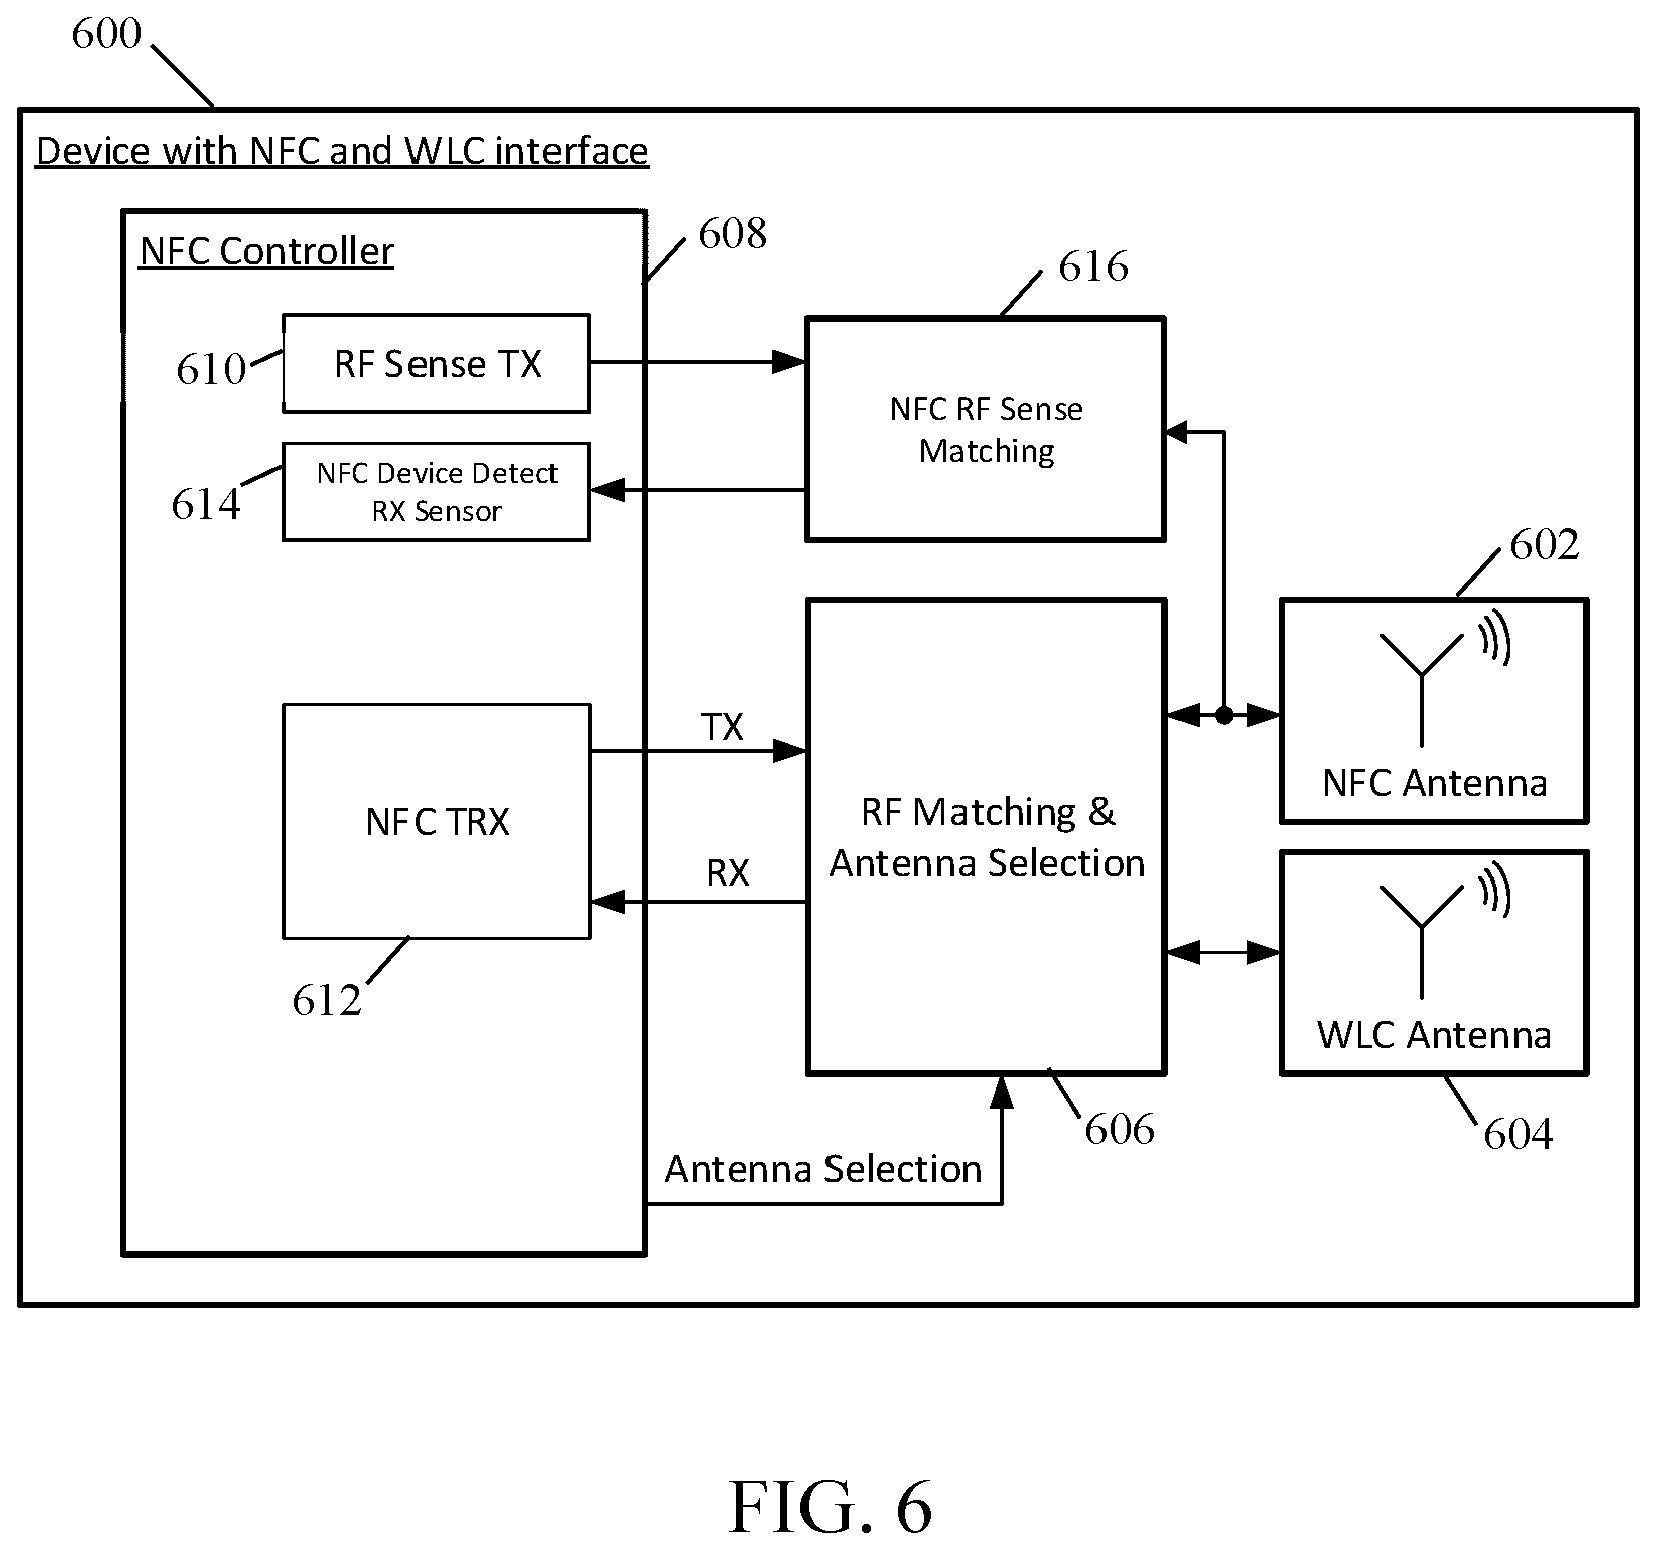 600
Device with NFC and WLC interface
NFC Controller
608
616
610
RF Sense TX
614
NFC Device Detect
RX Sensor
NFC RF Sense
Matching
602
NFC Antenna
TX
NFC TRX
RX
612
RF Matching &
Antenna Selection
WLC Antenna
606
604
Antenna Selection
FIG. 6